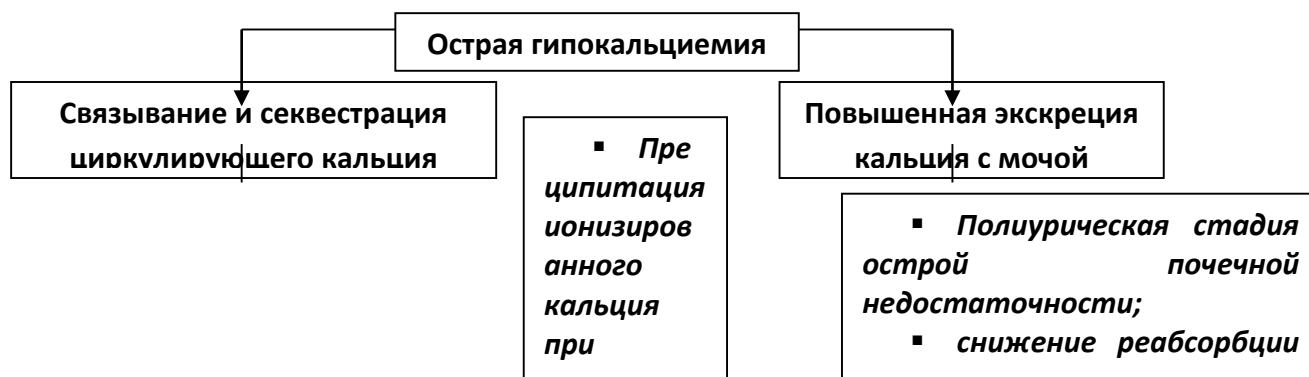 Острая гипокальциемия
Связывание и секвестрация
циркулирующего кальция
Повышенная экскреция
кальция с мочой
▪ Пре
ципитация
ионизиров
анного
кальция
при
▪ Полиурическая стадия
острой почечной
недостаточности;
▪ снижение реабсорбции